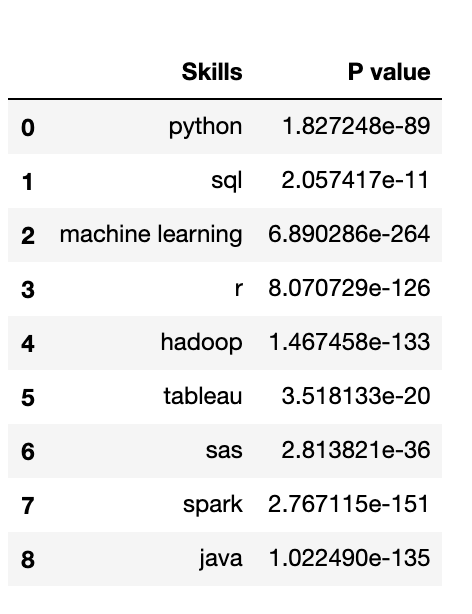 Skills P value
0 python 1.827248e-89
1 sql 2.057417e-11
2 machine learning 6.890286e-264
3 r 8.070729e-126
4 hadoop 1.467458e-133
5 tableau 3.518133e-20
6 sas 2.813821e-36
7 spark 2.767115e-151
8 java 1.022490e-135